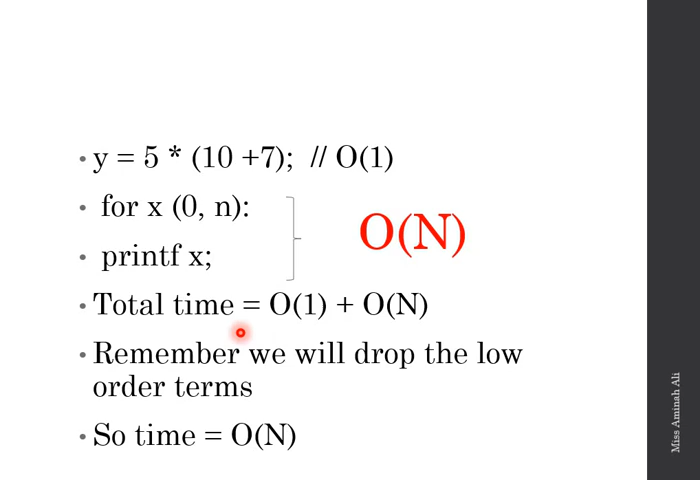 • y = 5 * (10 +7);  // O(1)
• for x (0, n):
O(N)
• printf x;
• Total time = O(1) + O(N)
• Remember we will drop the low
order terms
• So time = O(N)
Miss Aminah Ali